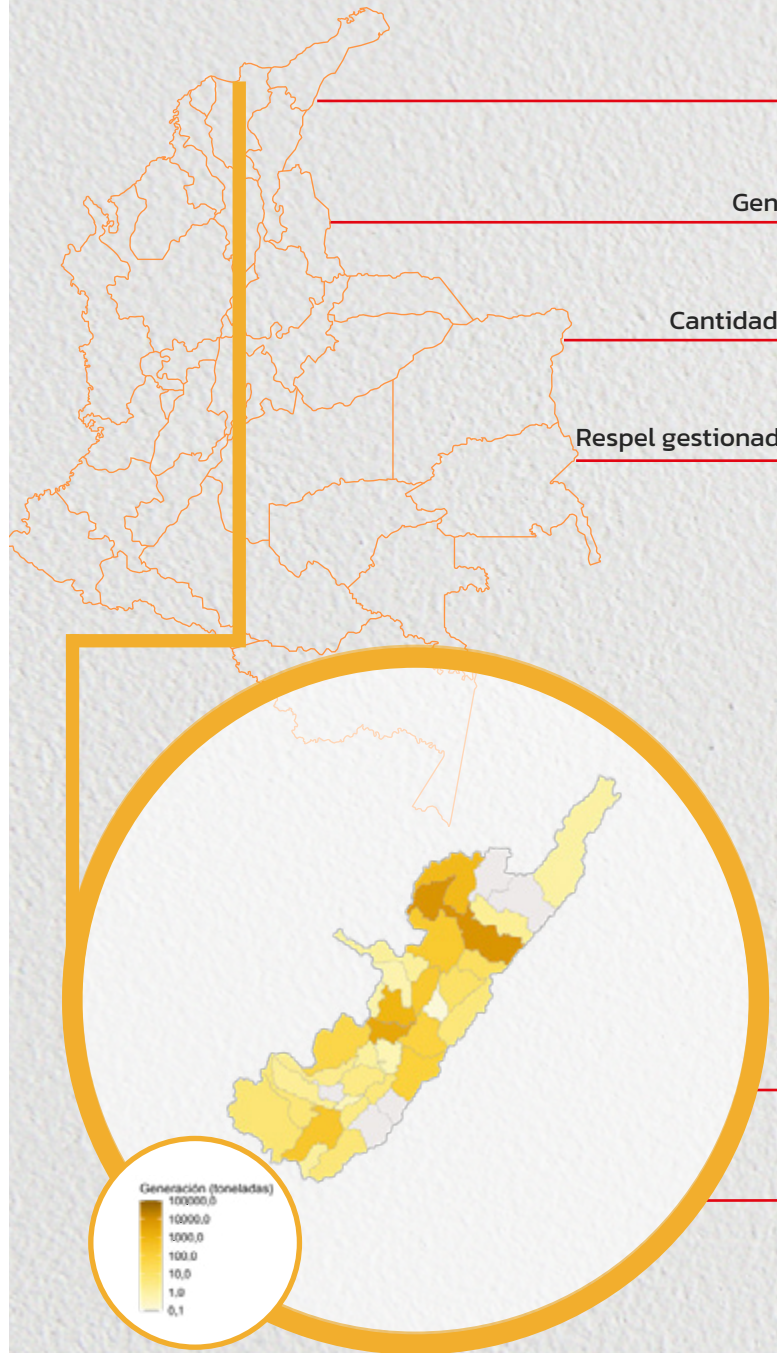 Gen
Cantidad
Respel gestionad
Generación (toneladas)
100000,0
10000,0
1000,0
100,0
10,0
1,0
0,1